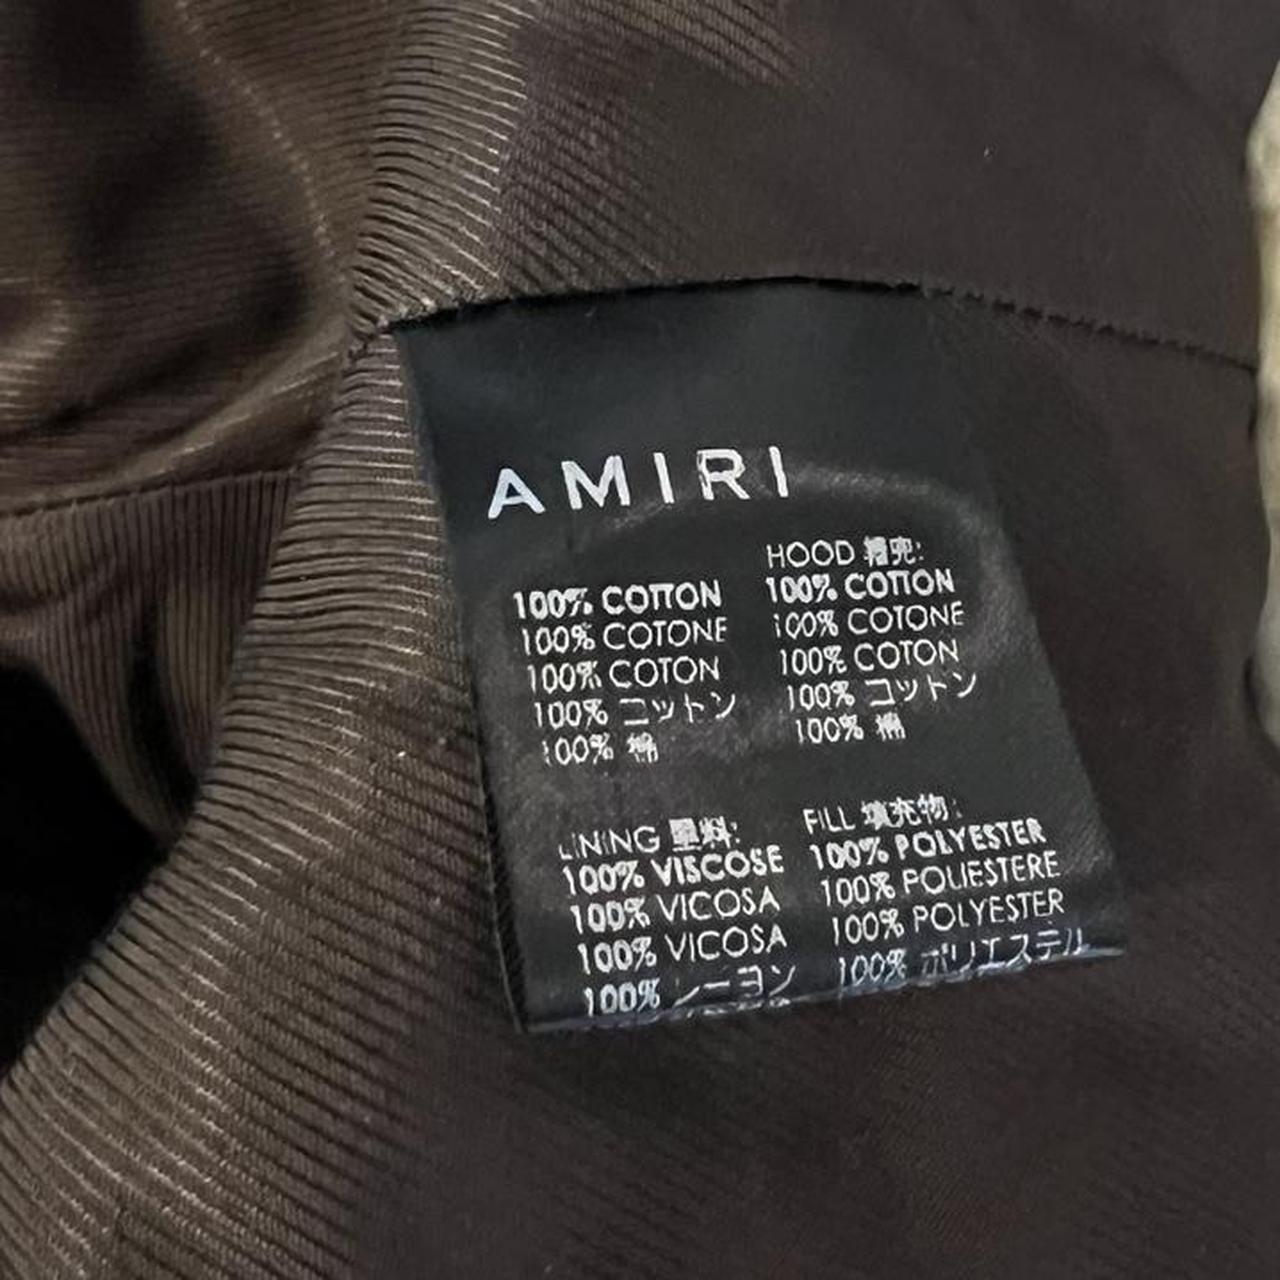 AMIRI
100% COTTON
100% COTONE
100% COTON
100% コットン
100% 棉
HOOD 帽兜:
100% COTTON
100% COTONE
100% COTON
100% コットン
100% 棉
LINING 里料:
100% VISCOSE
100% VICOSA
100% VICOSA
100% レーヨン
FILL 填充物:
100% POLYESTER
100% POLIESTERE
100% POLYESTER
100% ポリエステル